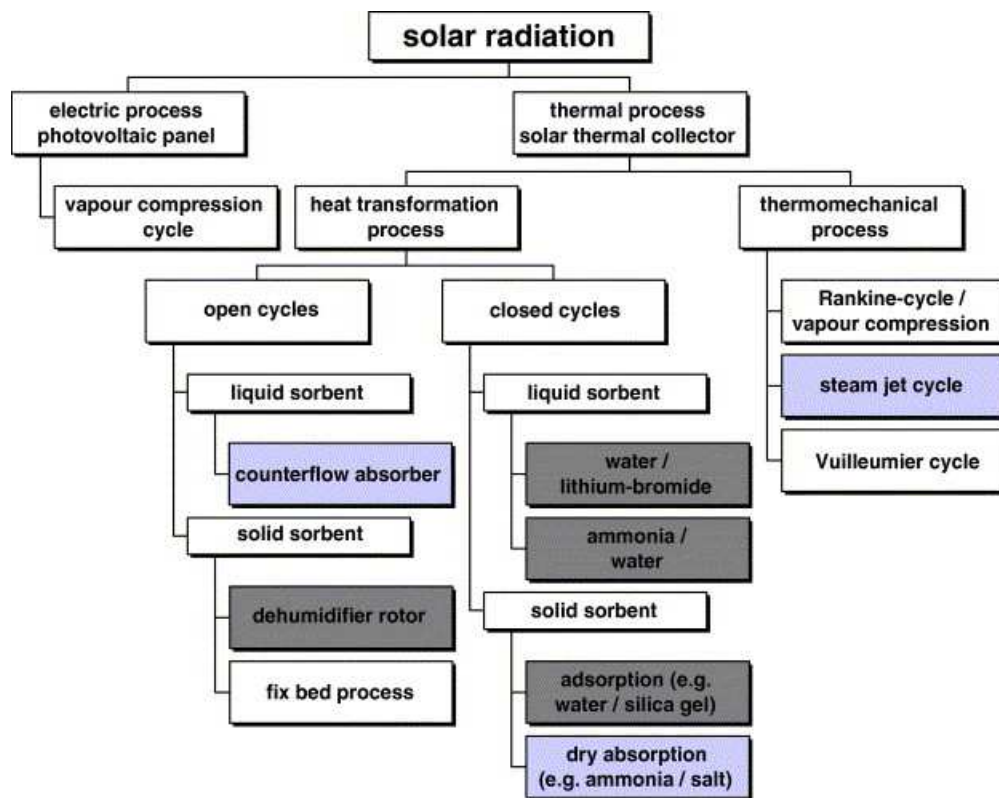 solar radiation
electric process
photovoltaic panel
thermal process
solar thermal collector
vapour compression
cycle
heat transformation
process
thermomechanical
process
open cycles
closed cycles
Rankine-cycle /
vapour compression
liquid sorbent
liquid sorbent
steam jet cycle
counterflow absorber
water /
lithium-bromide
Vuilleumier cycle
solid sorbent
ammonia /
water
dehumidifier rotor
solid sorbent
fix bed process
adsorption (e.g.
water / silica gel)
dry absorption
(e.g. ammonia / salt)